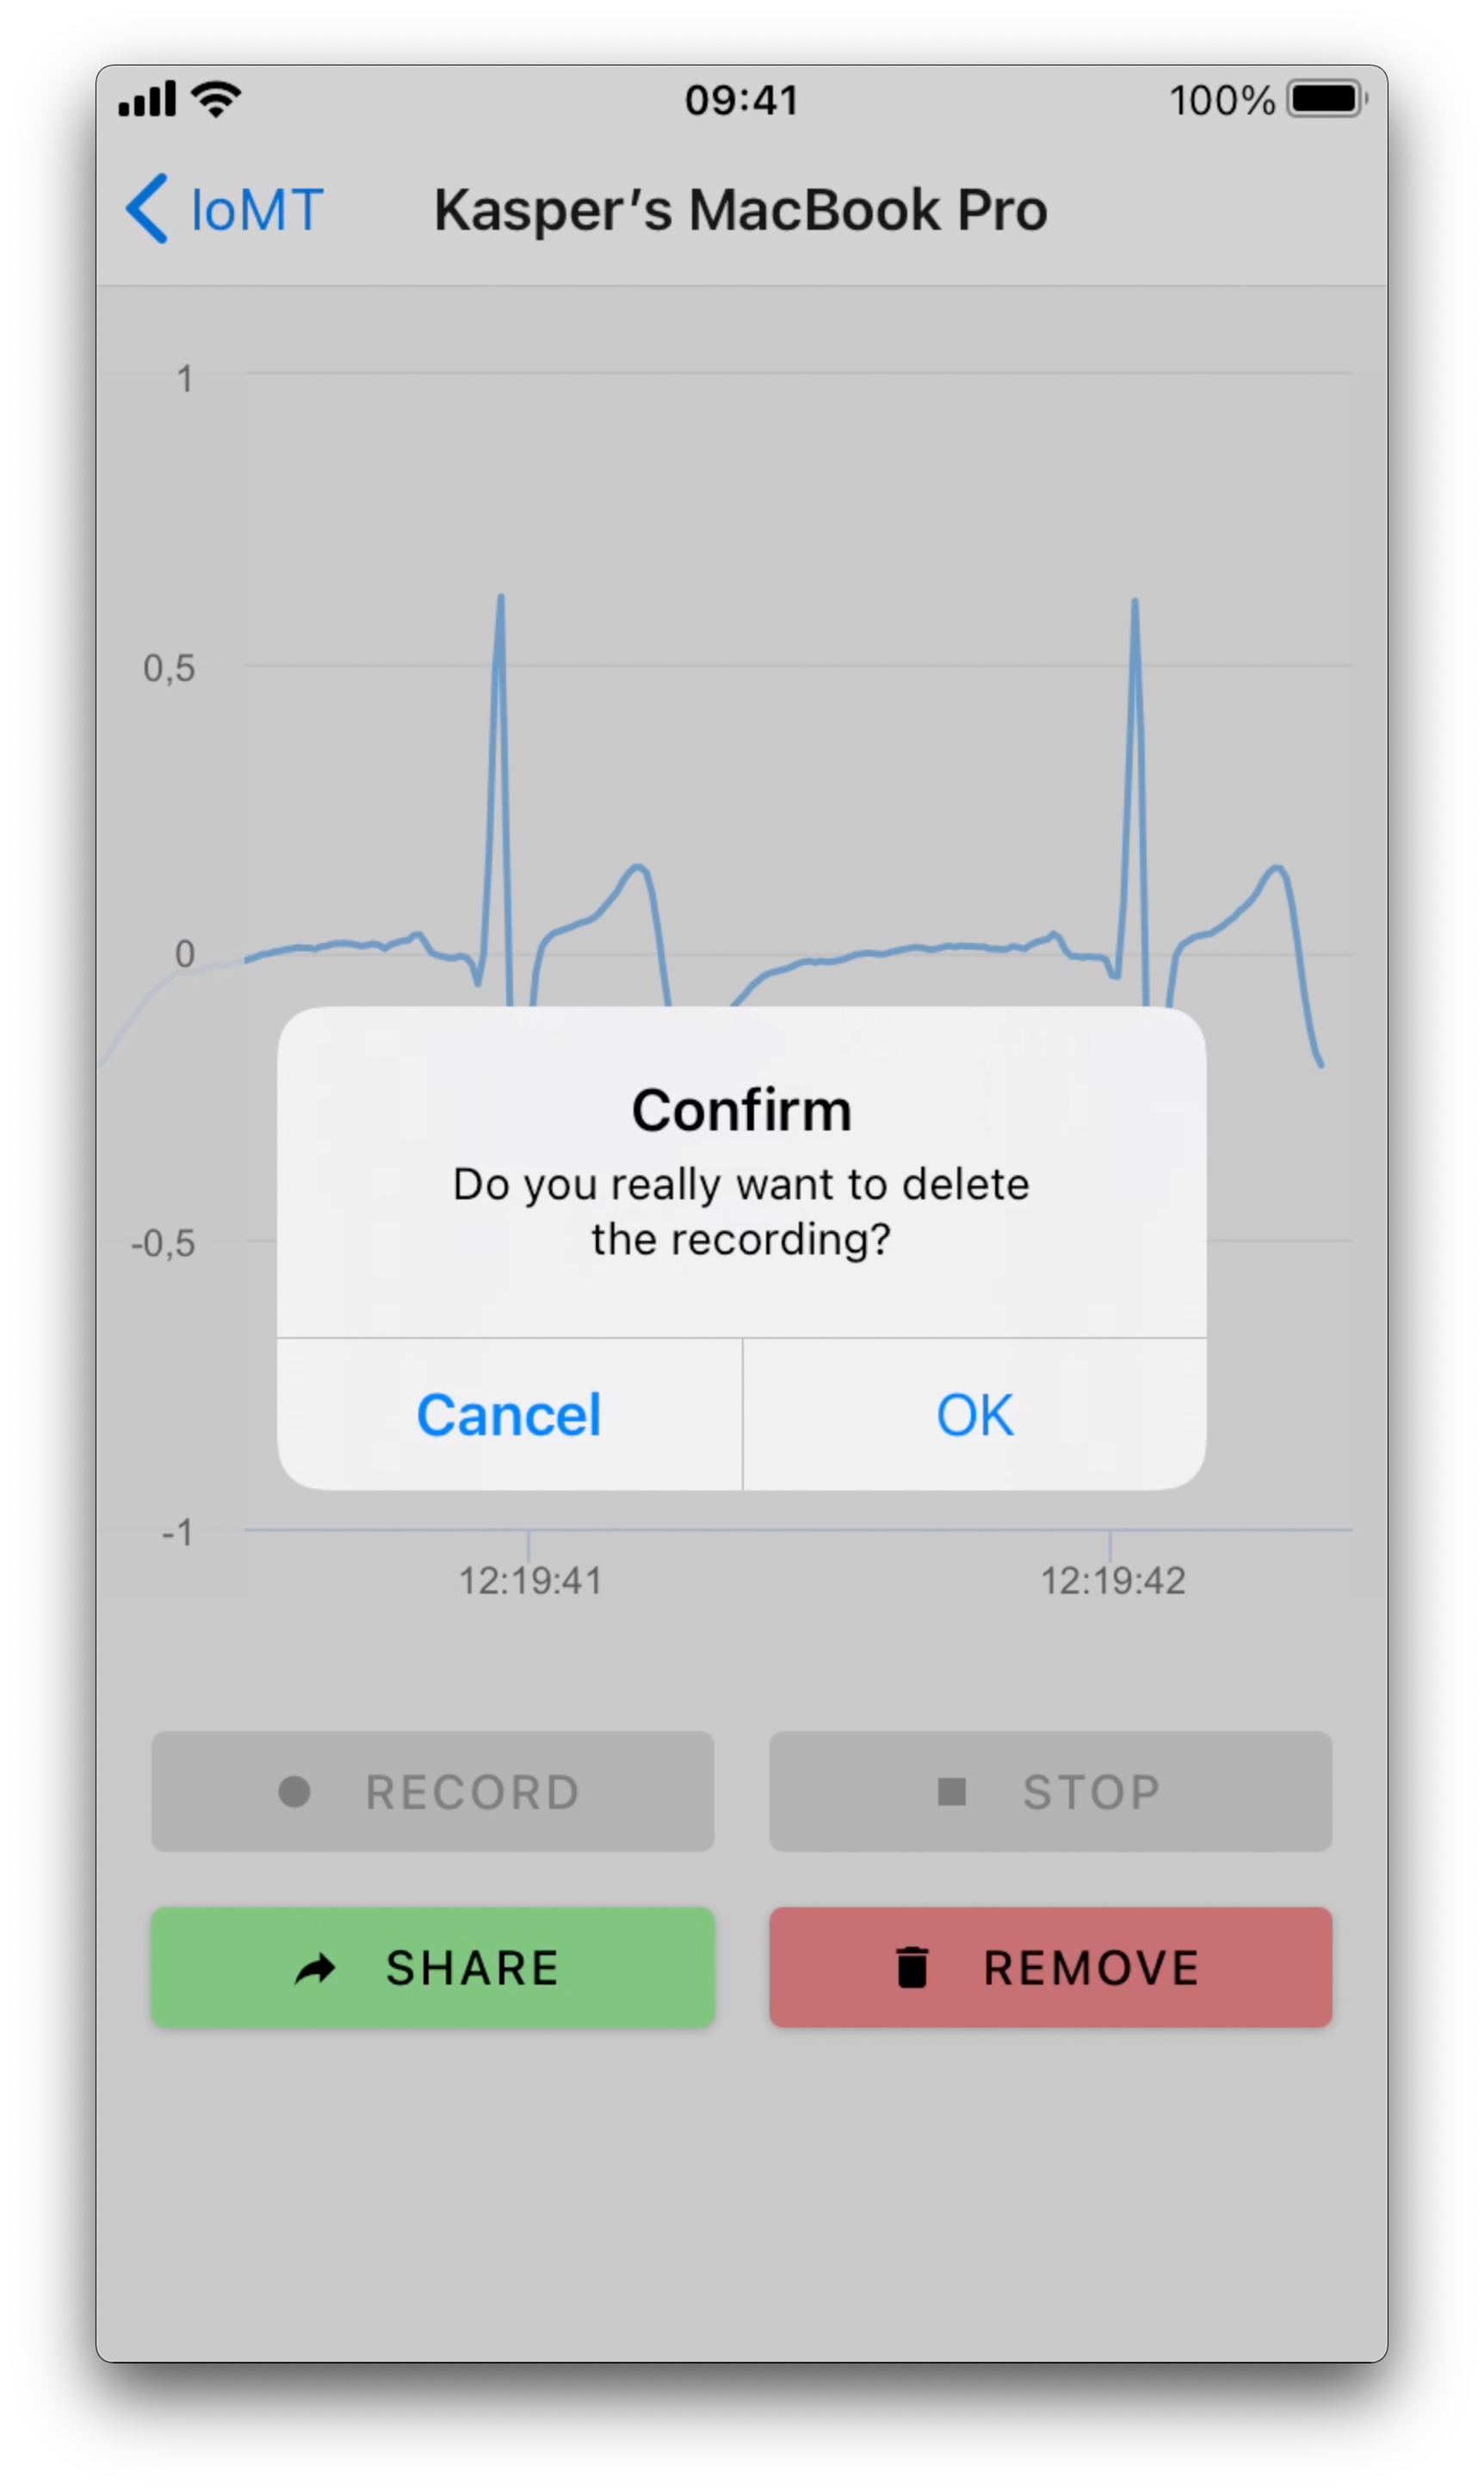 09:41
100%
IoMT
Kasper's MacBook Pro
1
0,5
0
-0,5
-1
Confirm
Do you really want to delete
the recording?
Cancel
OK
12:19:41
12:19:42
RECORD
STOP
SHARE
REMOVE